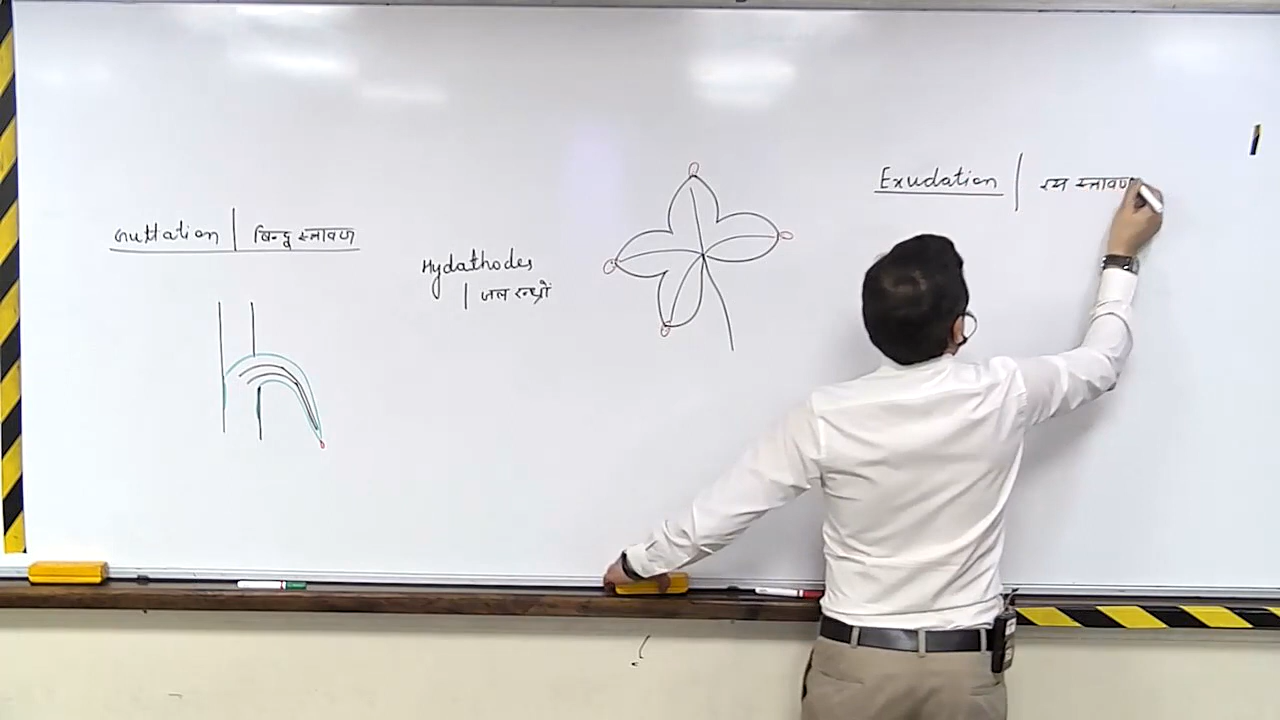 Guttation | बिन्दू स्त्रावण
Hydathodes
| जल रन्ध्रों
Exudation | रस स्त्रावण